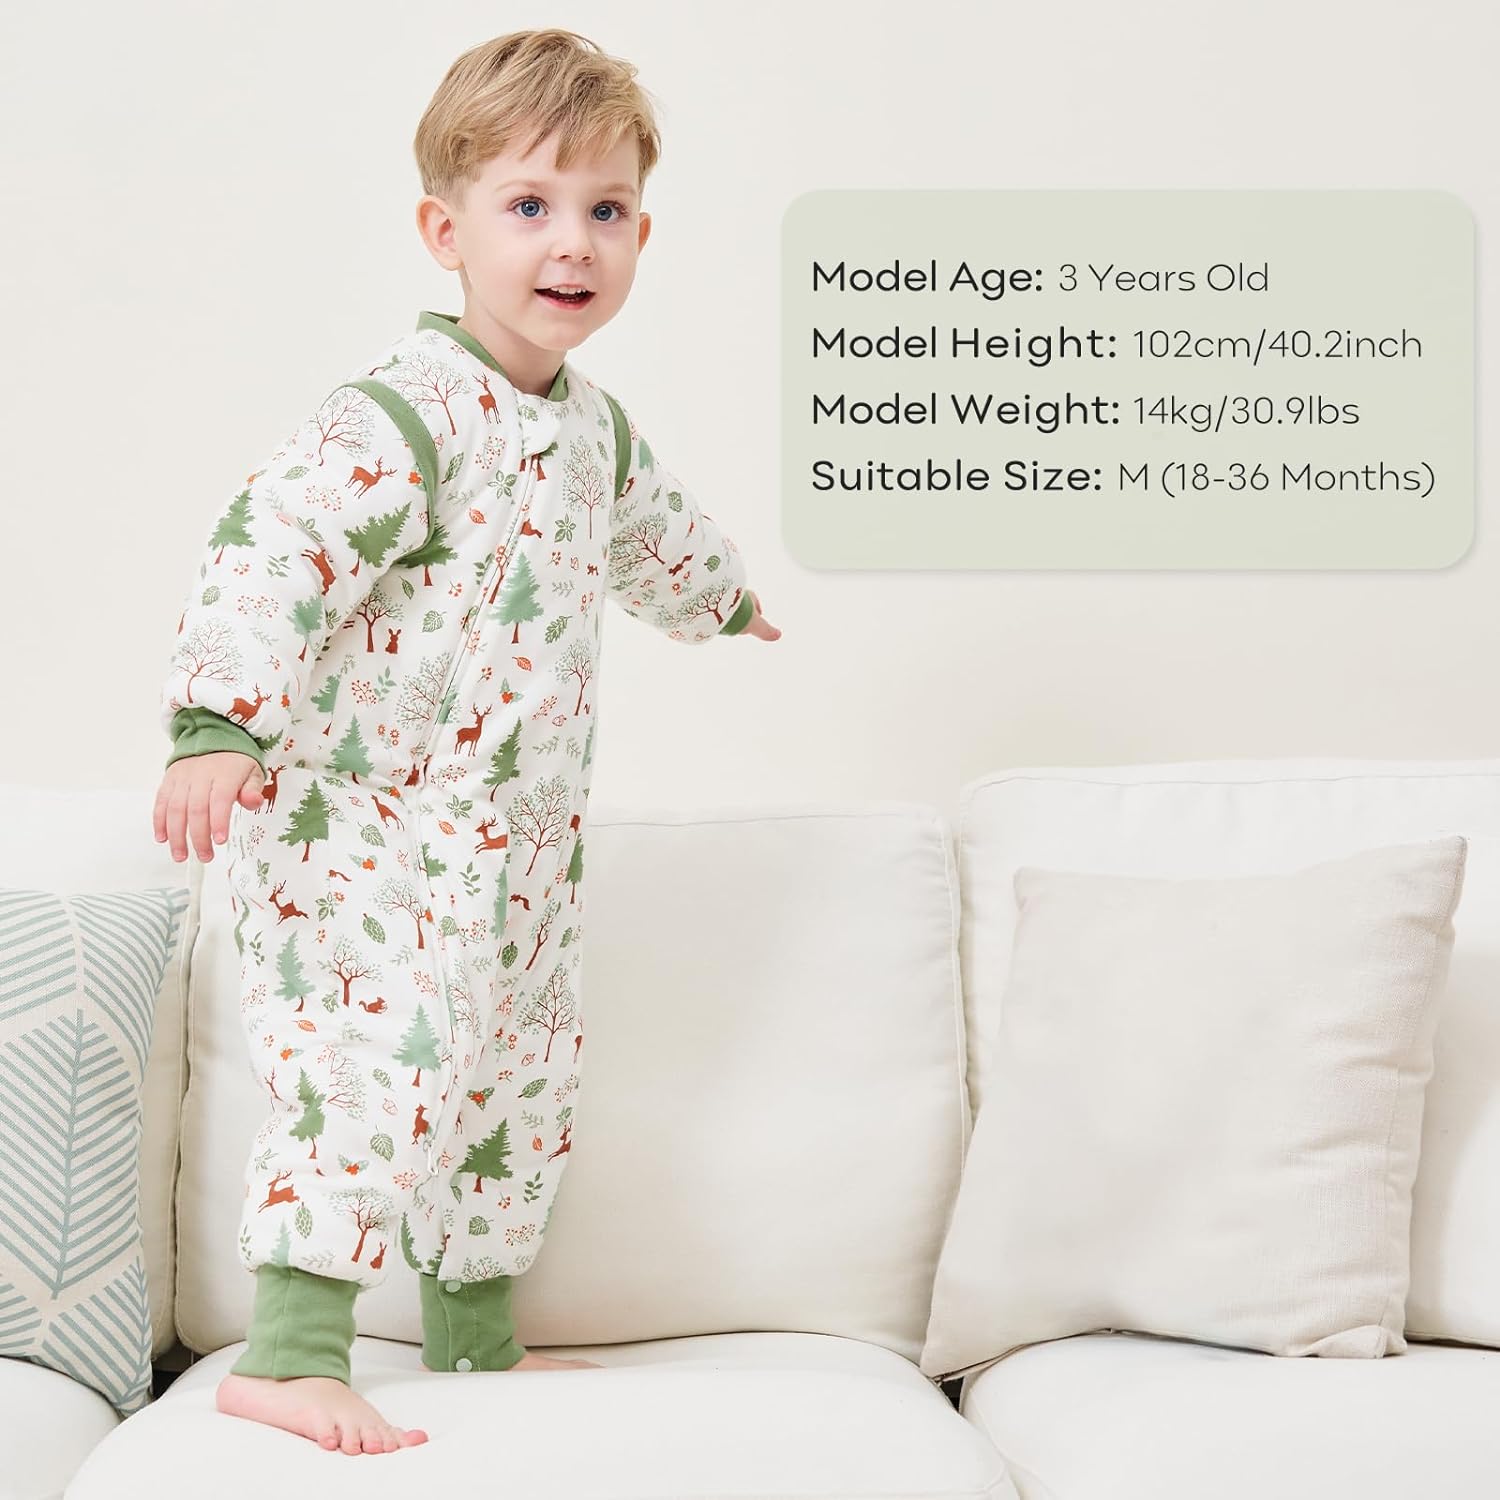 Model Age: 3 Years Old
Model Height: 102cm/40.2inch
Model Weight: 14kg/30.9lbs
Suitable Size: M (18-36 Months)